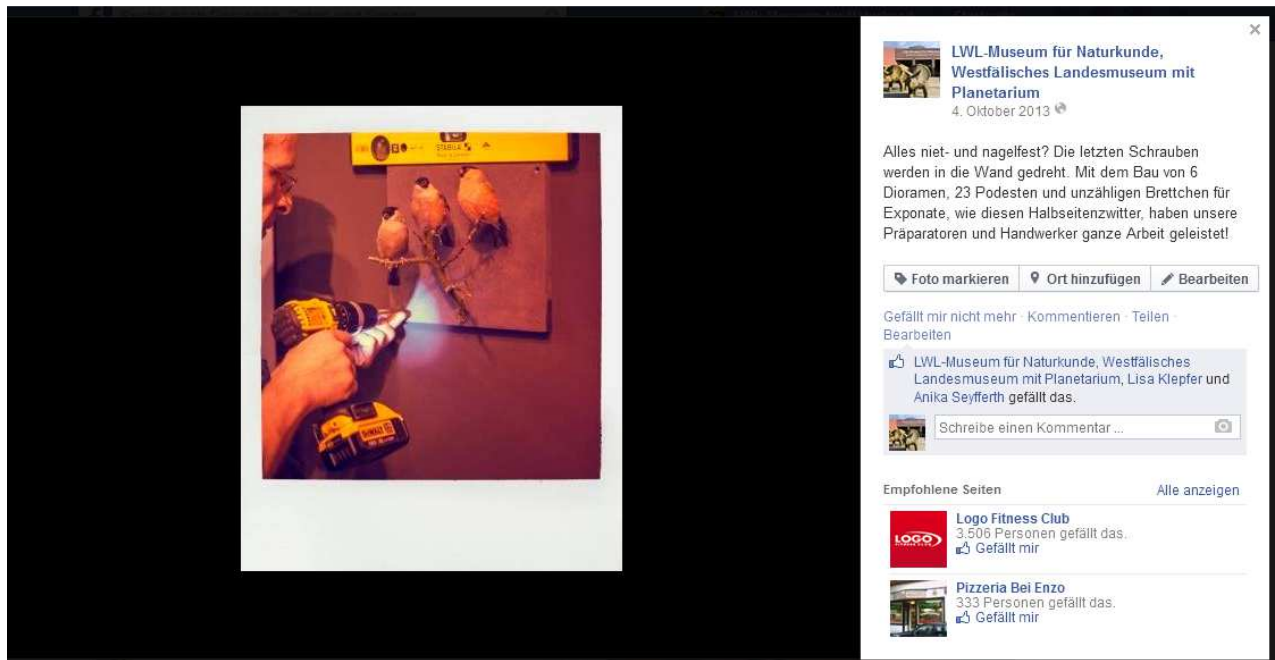 LWL-Museum für Naturkunde,
Westfälisches Landesmuseum mit
Planetarium
4. Oktober 2013
Alles niet- und nagelfest? Die letzten Schrauben
werden in die Wand gedreht. Mit dem Bau von 6
Dioramen, 23 Podesten und unzähligen Brettchen für
Exponate, wie diesen Halbseitenzwitter, haben unsere
Präparatoren und Handwerker ganze Arbeit geleistet!
Foto markieren Ort hinzufügen Bearbeiten
Gefällt mir nicht mehr · Kommentieren · Teilen ·
Bearbeiten
LWL-Museum für Naturkunde, Westfälisches
Landesmuseum mit Planetarium, Lisa Klepfer und
Anika Seyfferth gefällt das.
Schreibe einen Kommentar ...
Empfohlene Seiten Alle anzeigen
Logo Fitness Club
3.506 Personen gefällt das.
Gefällt mir
LOGO
Pizzeria Bei Enzo
333 Personen gefällt das.
Gefällt mir
STABILA
DEWALT